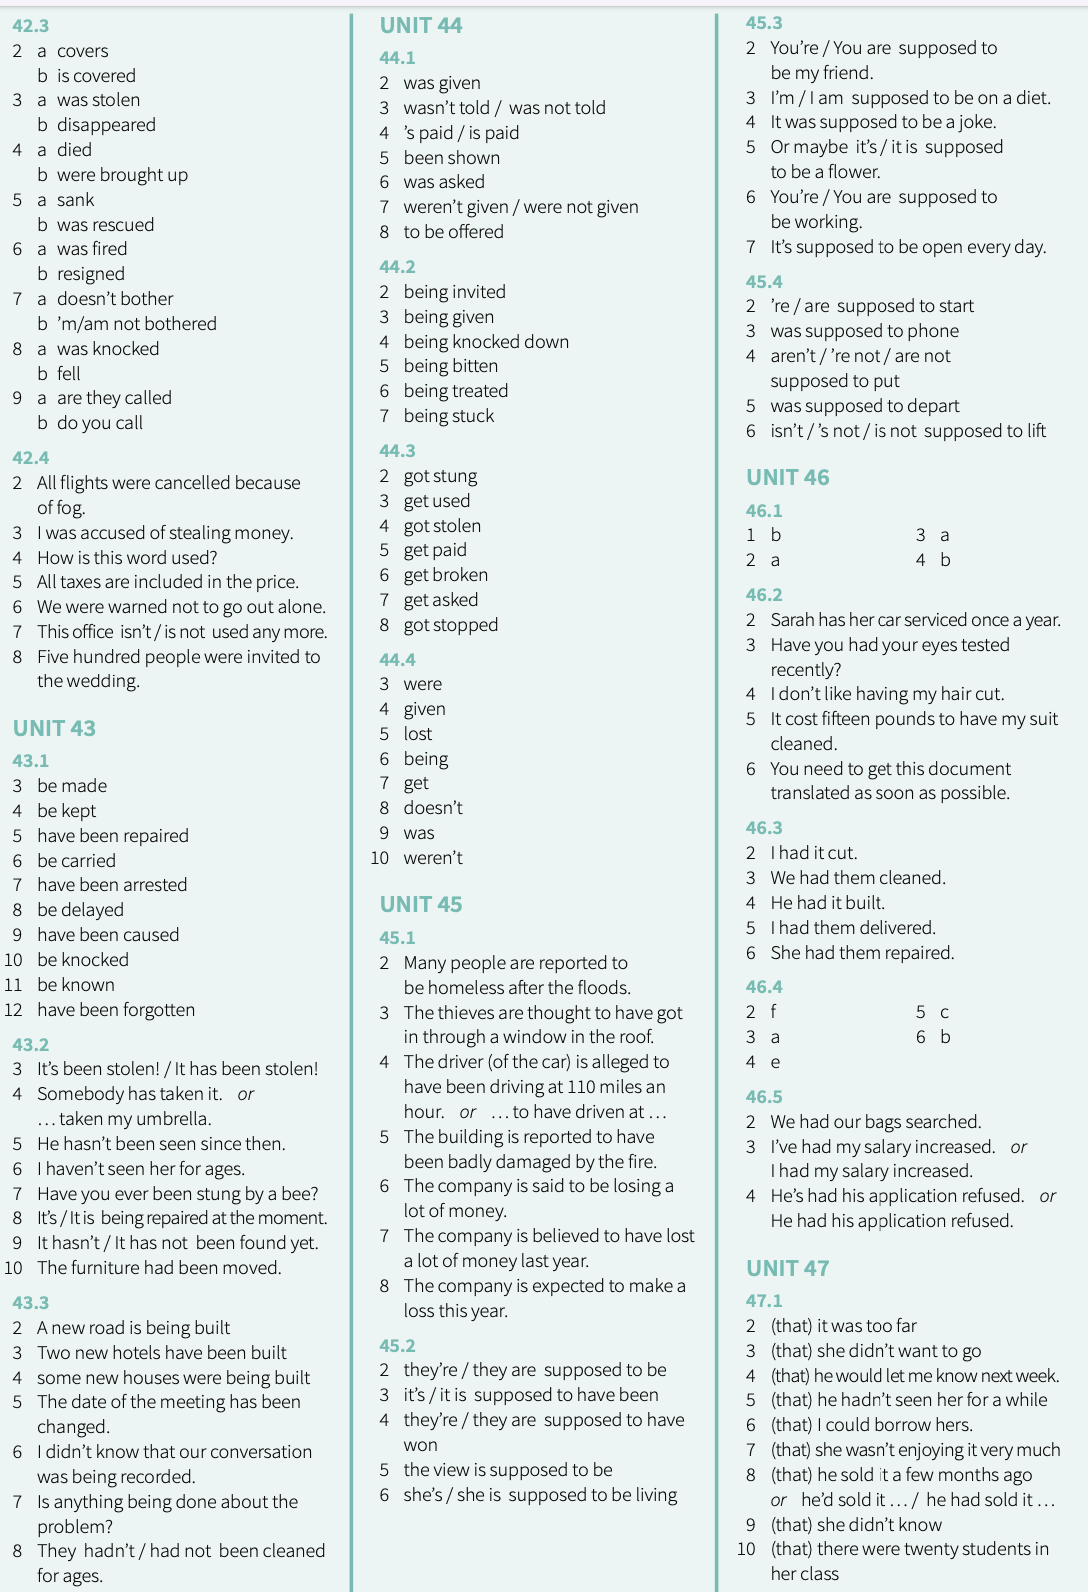 42.3
2 a covers
b is covered
3 a was stolen
b disappeared
4 a died
b were brought up
5 a sank
b was rescued
6 a was fired
b resigned
7 a doesn't bother
b 'm/am not bothered
8 a was knocked
b fell
9 a are they called
b do you call
42.4
2 All flights were cancelled because
of fog.
3 I was accused of stealing money.
4 How is this word used?
5 All taxes are included in the price.
6 We were warned not to go out alone.
7 This office isn't / is not used any more.
8 Five hundred people were invited to
the wedding.
UNIT 43
43.1
3 be made
4 be kept
5 have been repaired
6 be carried
7 have been arrested
8 be delayed
9 have been caused
10 be knocked
11 be known
12 have been forgotten
43.2
3 It's been stolen! / It has been stolen!
4 Somebody has taken it. or
... taken my umbrella.
5 He hasn't been seen since then.
6 I haven't seen her for ages.
7 Have you ever been stung by a bee?
8 It's / It is being repaired at the moment.
9 It hasn't / It has not been found yet.
10 The furniture had been moved.
43.3
2 A new road is being built
3 Two new hotels have been built
4 some new houses were being built
5 The date of the meeting has been
changed.
6 I didn't know that our conversation
was being recorded.
7 Is anything being done about the
problem?
8 They hadn't / had not been cleaned
for ages.
UNIT 44
44.1
2 was given
3 wasn't told / was not told
4 's paid / is paid
5 been shown
6 was asked
7 weren't given / were not given
8 to be offered
44.2
2 being invited
3 being given
4 being knocked down
5 being bitten
6 being treated
7 being stuck
44.3
2 got stung
3 get used
4 got stolen
5 get paid
6 get broken
7 get asked
8 got stopped
44.4
3 were
4 given
5 lost
6 being
7 get
8 doesn't
9 was
10 weren't
UNIT 45
45.1
2 Many people are reported to
be homeless after the floods.
3 The thieves are thought to have got
in through a window in the roof.
4 The driver (of the car) is alleged to
have been driving at 110 miles an
hour. or ... to have driven at ...
5 The building is reported to have
been badly damaged by the fire.
6 The company is said to be losing a
lot of money.
7 The company is believed to have lost
a lot of money last year.
8 The company is expected to make a
loss this year.
45.2
2 they're / they are supposed to be
3 it's / it is supposed to have been
4 they're / they are supposed to have
won
5 the view is supposed to be
6 she's / she is supposed to be living
45.3
2 You're / You are supposed to
be my friend.
3 I'm / I am supposed to be on a diet.
4 It was supposed to be a joke.
5 Or maybe it's / it is supposed
to be a flower.
6 You're / You are supposed to
be working.
7 It's supposed to be open every day.
45.4
2 're / are supposed to start
3 was supposed to phone
4 aren't / 're not / are not
supposed to put
5 was supposed to depart
6 isn't / 's not / is not supposed to lift
UNIT 46
46.1
1 b 3 a
2 a 4 b
46.2
2 Sarah has her car serviced once a year.
3 Have you had your eyes tested
recently?
4 I don't like having my hair cut.
5 It cost fifteen pounds to have my suit
cleaned.
6 You need to get this document
translated as soon as possible.
46.3
2 I had it cut.
3 We had them cleaned.
4 He had it built.
5 I had them delivered.
6 She had them repaired.
46.4
2 f 5 c
3 a 6 b
4 e
46.5
2 We had our bags searched.
3 I've had my salary increased. or
I had my salary increased.
4 He's had his application refused. or
He had his application refused.
UNIT 47
47.1
2 (that) it was too far
3 (that) she didn't want to go
4 (that) he would let me know next week.
5 (that) he hadn't seen her for a while
6 (that) I could borrow hers.
7 (that) she wasn't enjoying it very much
8 (that) he sold it a few months ago
or he'd sold it ... / he had sold it ...
9 (that) she didn't know
10 (that) there were twenty students in
her class